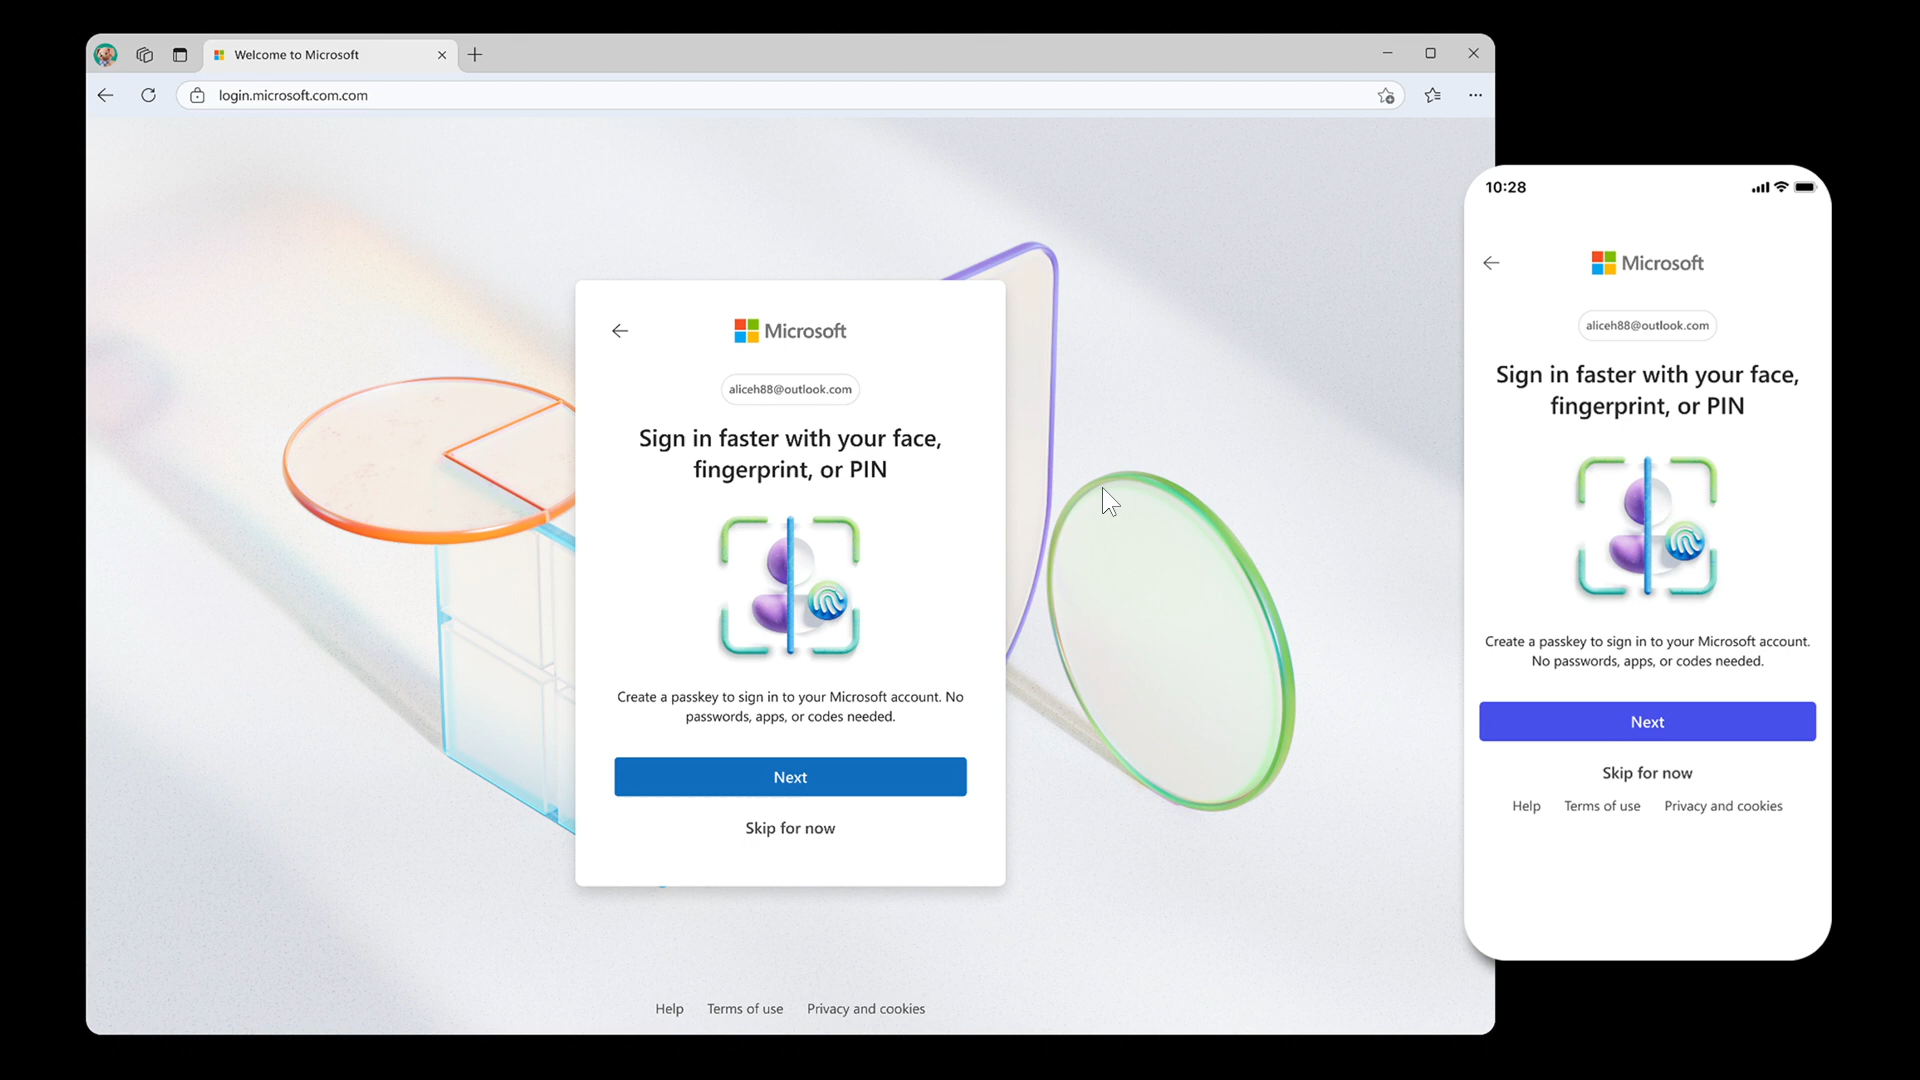 Welcome to Microsoft
login.microsoft.com.com
Microsoft
aliceh88@outlook.com
Sign in faster with your face,
fingerprint, or PIN
Create a passkey to sign in to your Microsoft account. No
passwords, apps, or codes needed.
Next
Skip for now
Help Terms of use Privacy and cookies
10:28
Microsoft
aliceh88@outlook.com
Sign in faster with your face,
fingerprint, or PIN
Create a passkey to sign in to your Microsoft account.
No passwords, apps, or codes needed.
Next
Skip for now
Help Terms of use Privacy and cookies